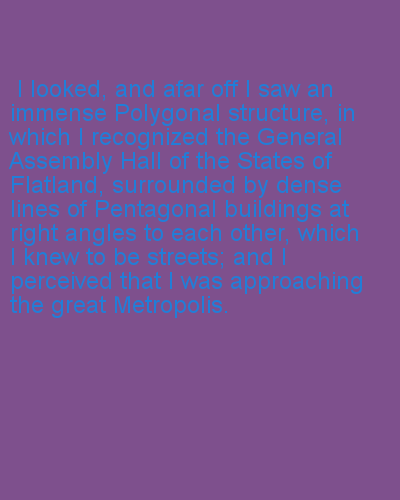 I looked, and afar off I saw an
immense Polygonal structure, in
which I recognized the General
Assembly Hall of the States of
Flatland, surrounded by dense
lines of Pentagonal buildings at
right angles to each other, which
I knew to be streets; and I
perceived that I was approaching
the great Metropolis.